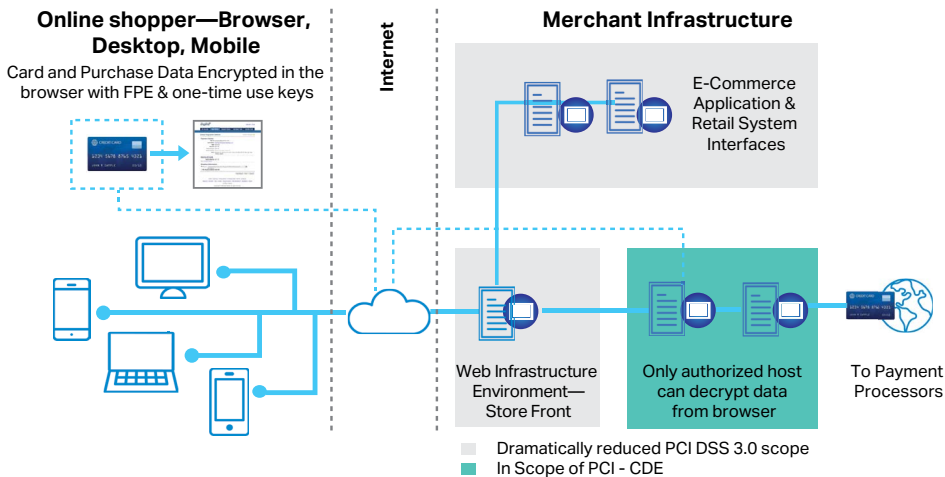 Online shopper—Browser,
Desktop, Mobile
Card and Purchase Data Encrypted in the
browser with FPE & one-time use keys
Internet
Merchant Infrastructure
E-Commerce
Application &
Retail System
Interfaces
CREDIT CARD
Web Infrastructure
Environment—
Store Front
Only authorized host
can decrypt data
from browser
To Payment
Processors
Dramatically reduced PCI DSS 3.0 scope
In Scope of PCI - CDE